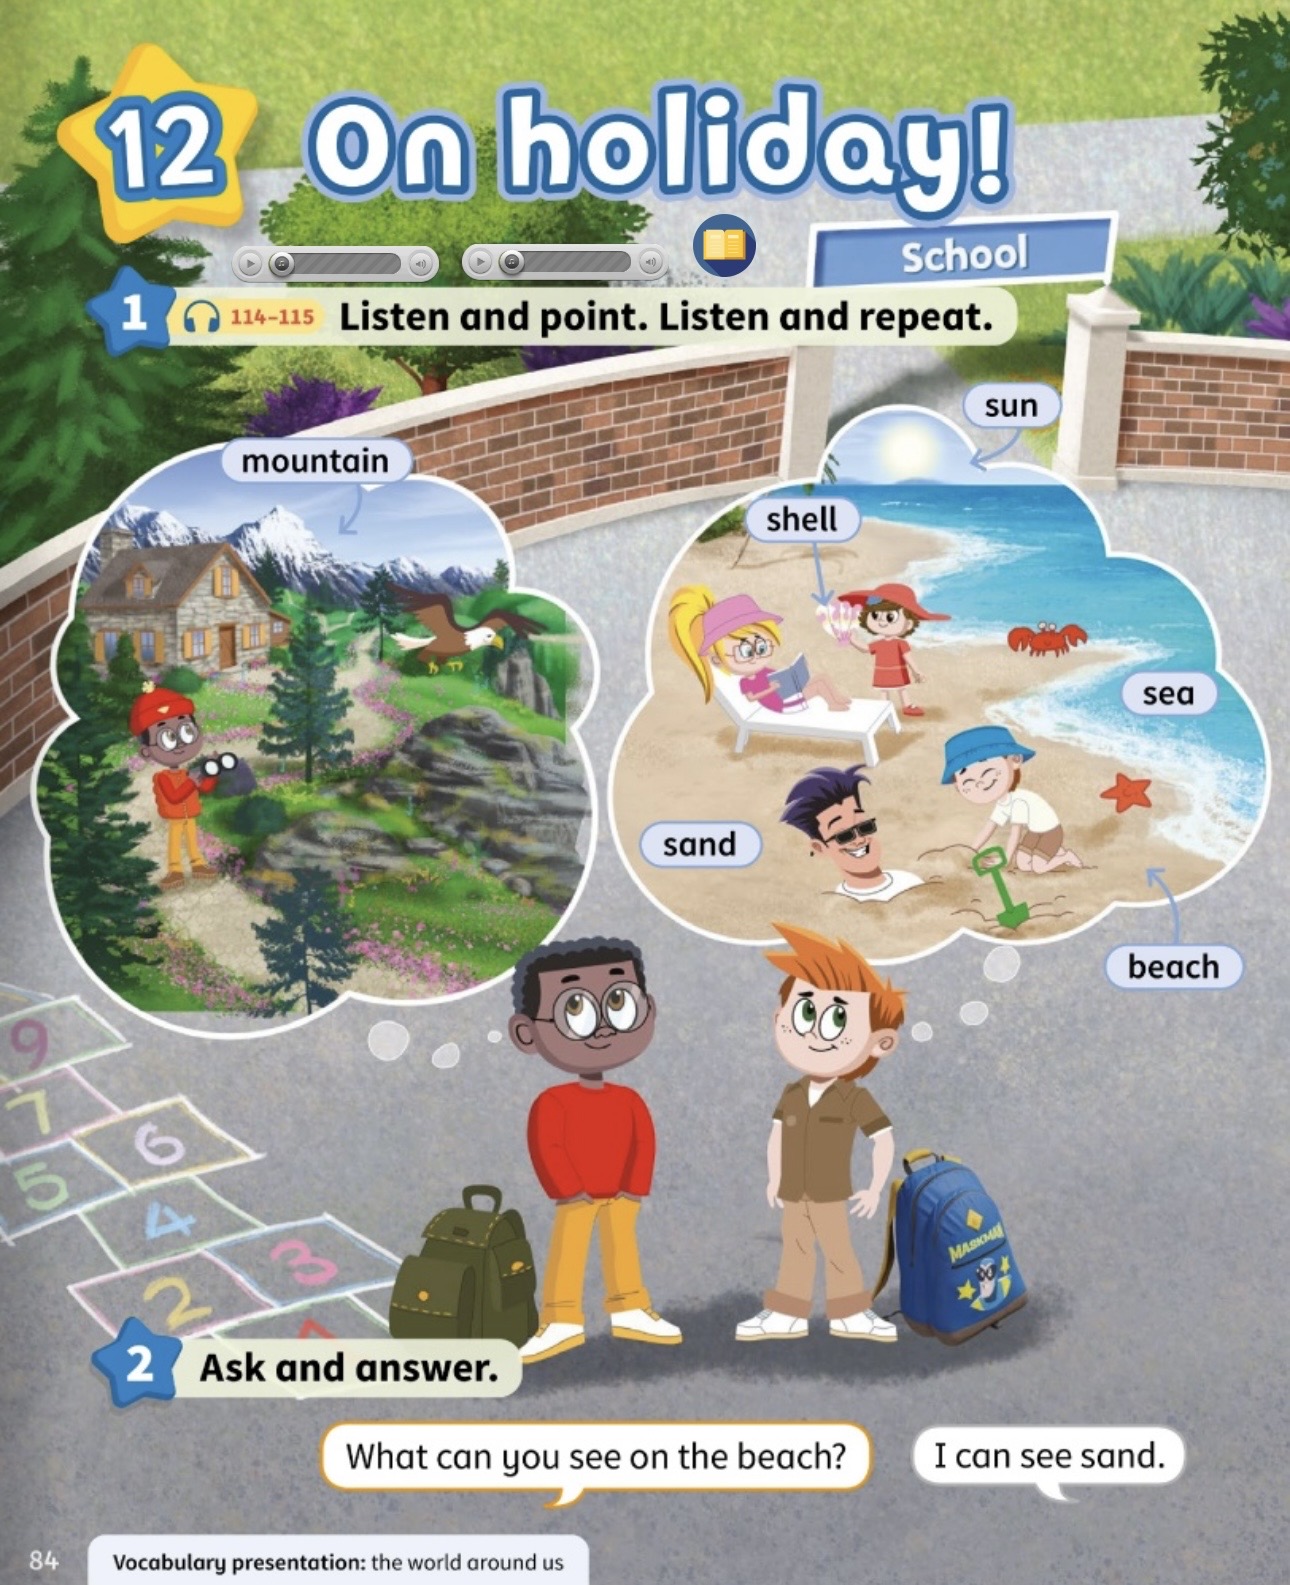 12
On holiday!
School
1
114–115
Listen and point. Listen and repeat.
sun
mountain
shell
sea
sand
beach
9
7
6
5
4
3
2
MASKMAN
2
Ask and answer.
What can you see on the beach?
I can see sand.
84
Vocabulary presentation: the world around us